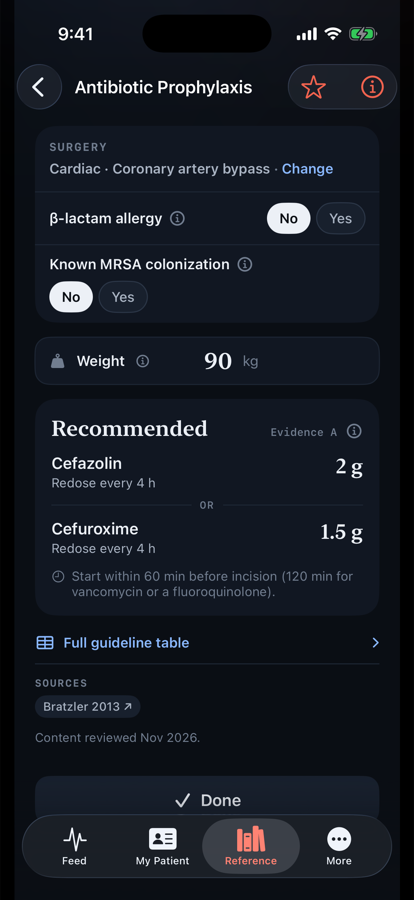 9:41
Antibiotic Prophylaxis
SURGERY
Cardiac · Coronary artery bypass · Change
β-lactam allergy
No Yes
Known MRSA colonization
No Yes
Weight 90 kg
Recommended Evidence A
Cefazolin 2 g
Redose every 4 h
OR
Cefuroxime 1.5 g
Redose every 4 h
Start within 60 min before incision (120 min for
vancomycin or a fluoroquinolone).
Full guideline table
SOURCES
Bratzler 2013 ↗
Content reviewed Nov 2026.
Done
Feed My Patient Reference More